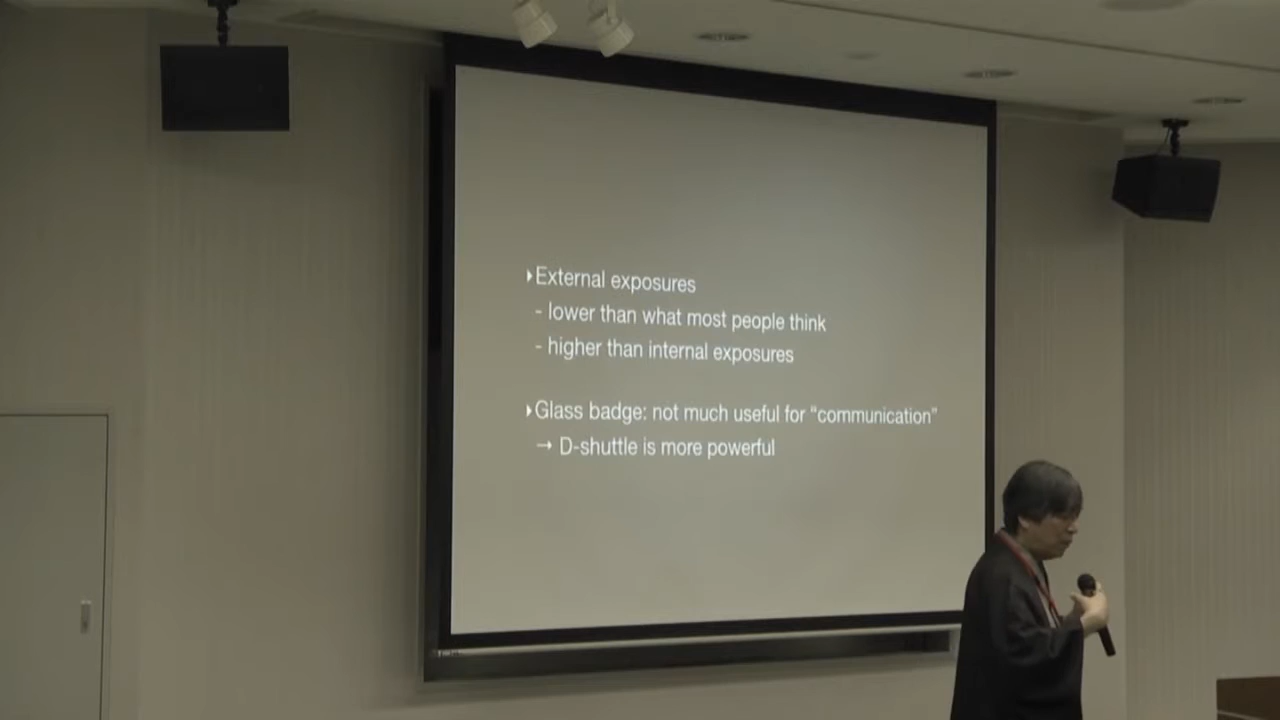 ‣External exposures
- lower than what most people think
- higher than internal exposures
‣Glass badge: not much useful for “communication”
→ D-shuttle is more powerful